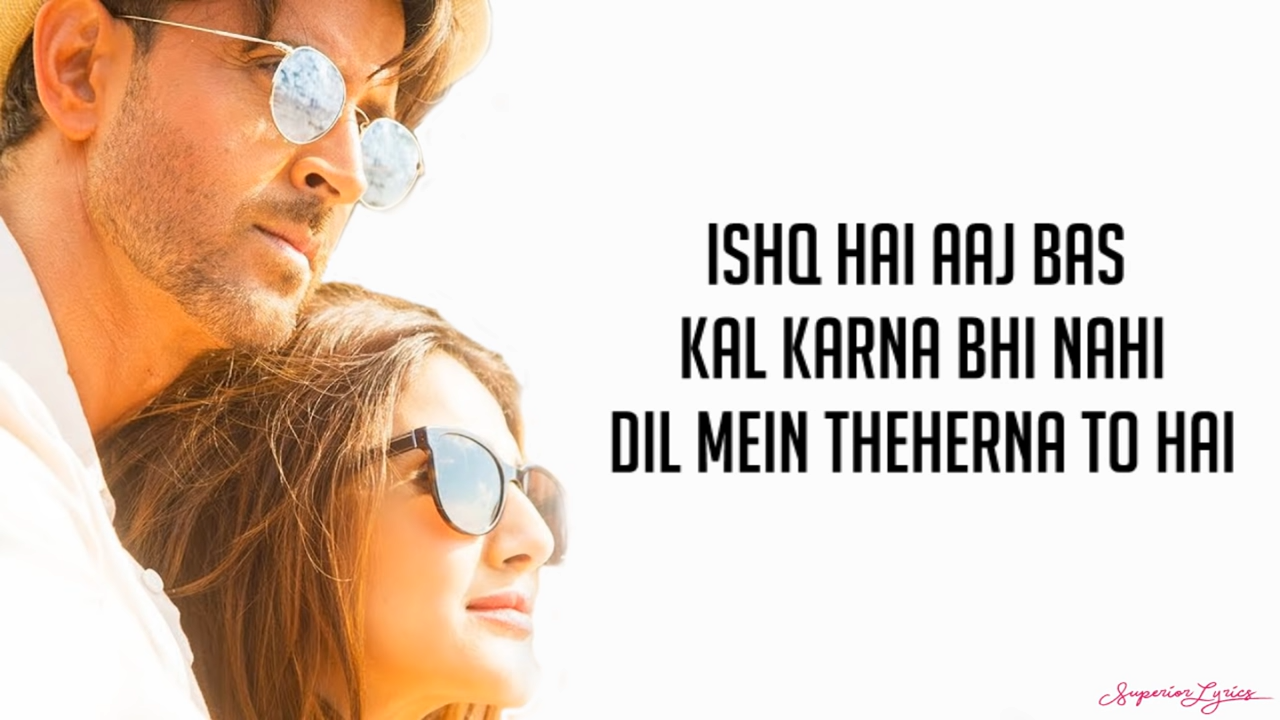 ISHQ HAI AAJ BAS
KAL KARNA BHI NAHI
DIL MEIN THEHERNA TO HAI
Superior Lyrics